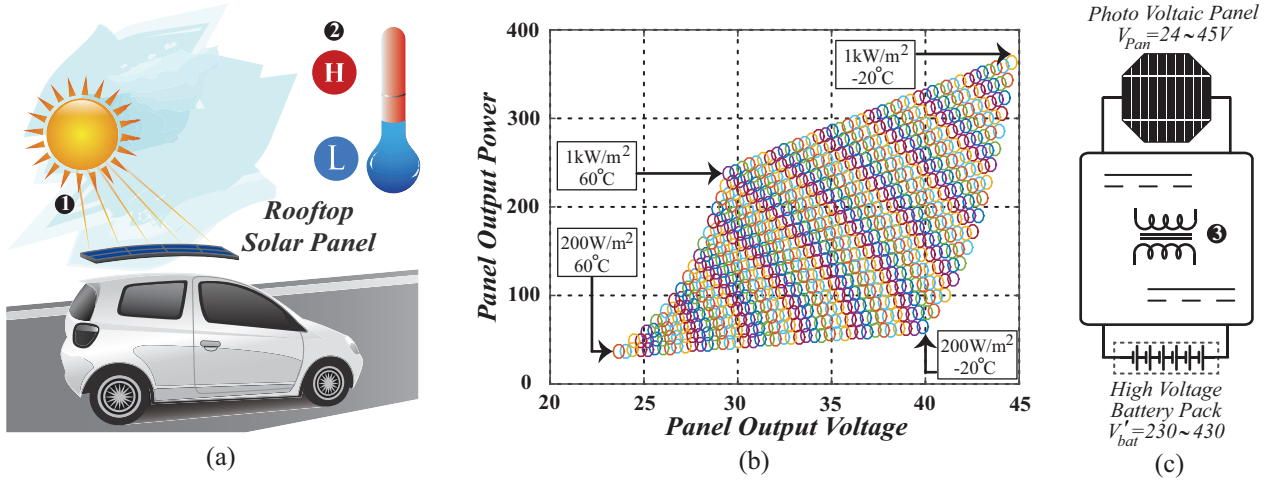 ❷
H
L
❶
Rooftop
Solar Panel
(a)
Panel Output Power
400
300
200
100
0
20
25
30
35
40
45
1kW/m²
-20°C
1kW/m²
60°C
200W/m²
60°C
200W/m²
-20°C
Panel Output Voltage
(b)
Photo Voltaic Panel
V_Pan=24~45V
❸
High Voltage
Battery Pack
V'_bat=230~430
(c)